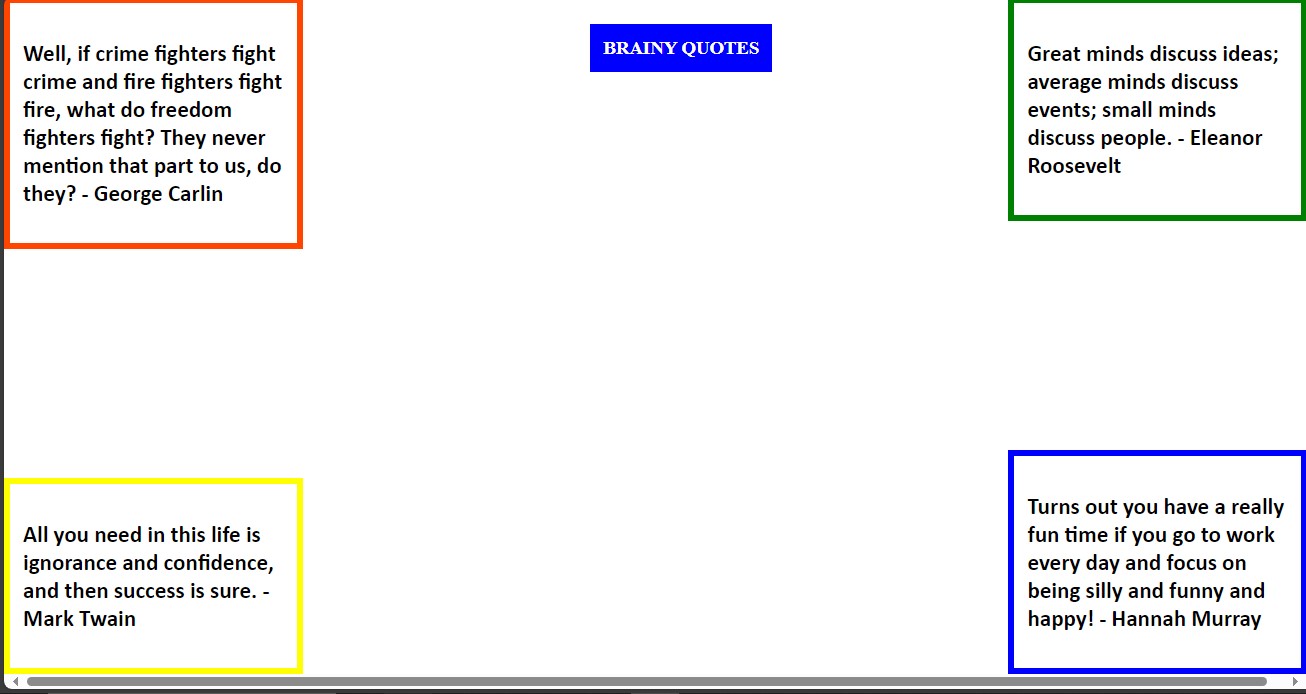 Well, if crime fighters fight
crime and fire fighters fight
fire, what do freedom
fighters fight? They never
mention that part to us, do
they? - George Carlin
BRAINY QUOTES
Great minds discuss ideas;
average minds discuss
events; small minds
discuss people. - Eleanor
Roosevelt
All you need in this life is
ignorance and confidence,
and then success is sure. -
Mark Twain
Turns out you have a really
fun time if you go to work
every day and focus on
being silly and funny and
happy! - Hannah Murray